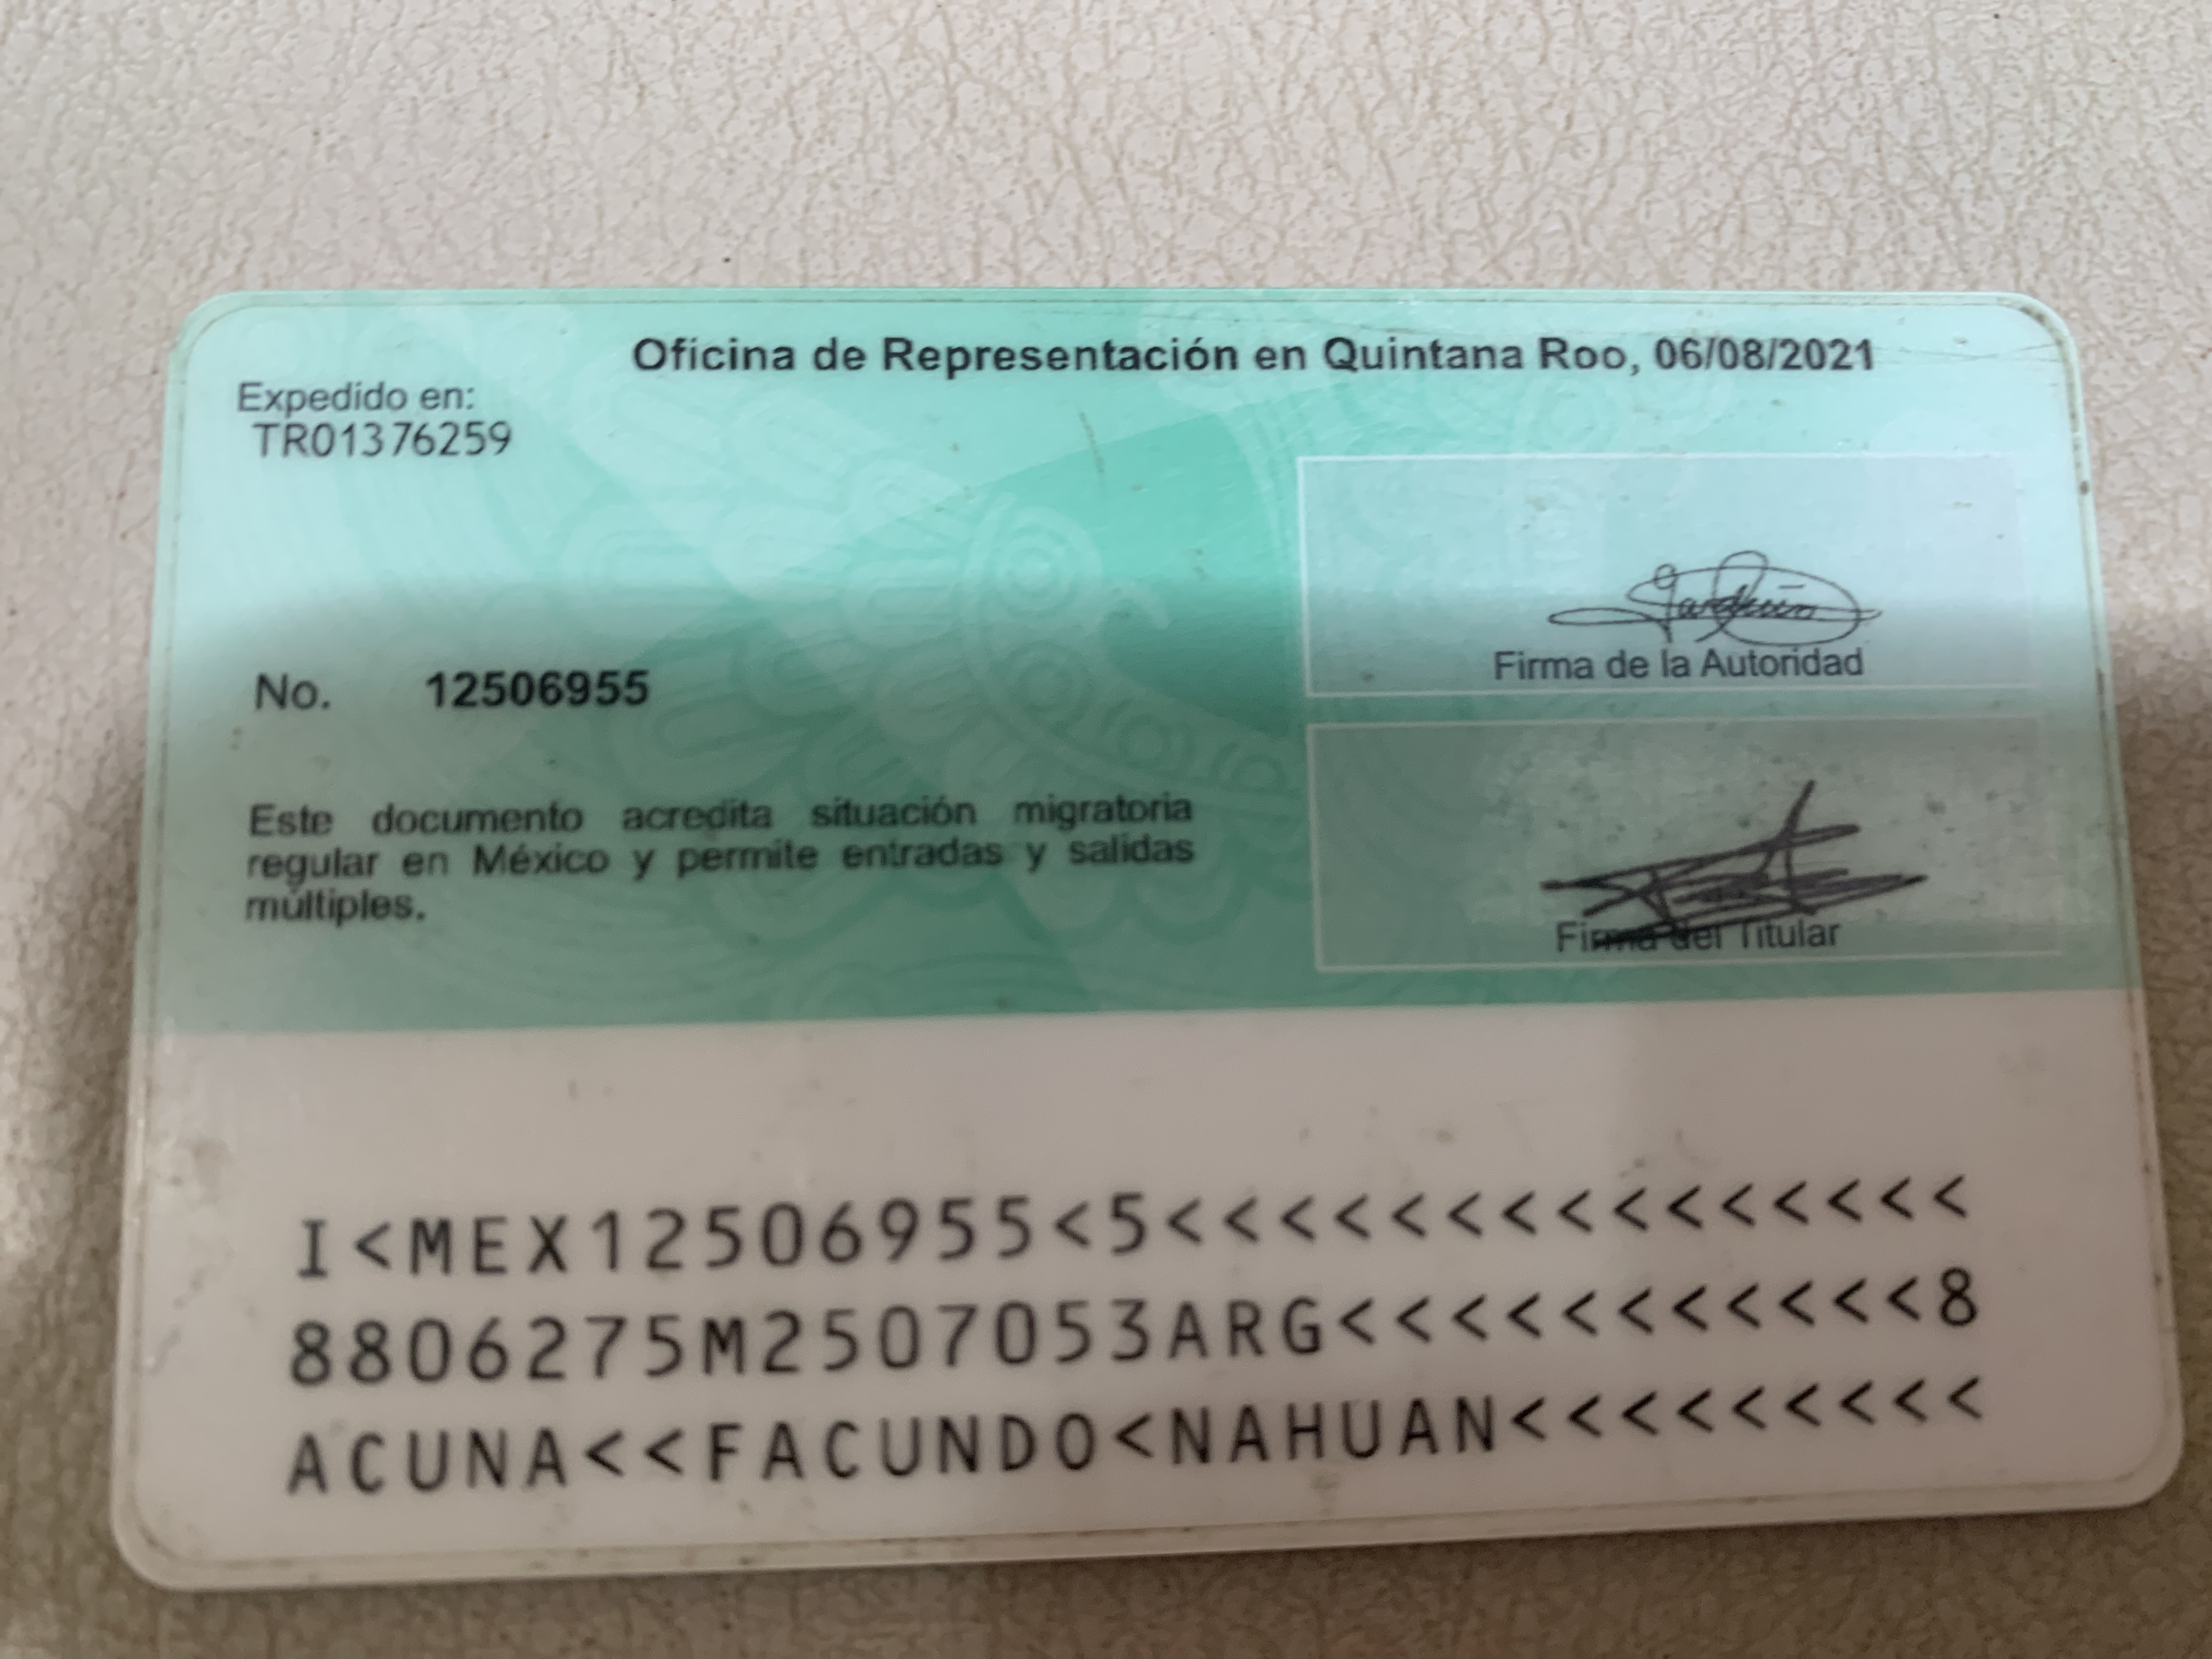 Oficina de Representación en Quintana Roo, 06/08/2021
Expedido en:
TR01376259
No. 12506955
Este documento acredita situación migratoria
regular en México y permite entradas y salidas
múltiples.
Firma de la Autoridad
Firma del Titular
I<MEX12506955<5<<<<<<<<<<<<<<<
8806275M2507053ARG<<<<<<<<<<<8
ACUNA<<FACUNDO<NAHUAN<<<<<<<<<